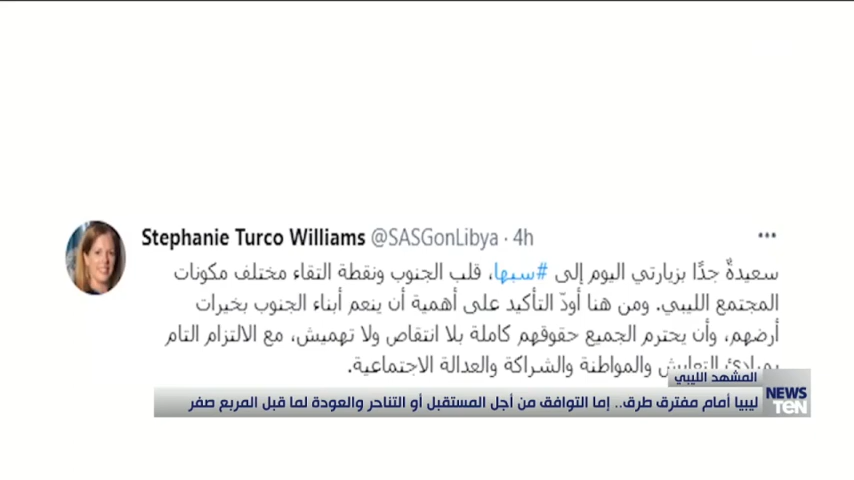 Stephanie Turco Williams @SASGonLibya · 4h
سعيدةٌ جدًا بزيارتي اليوم إلى #سبها، قلب الجنوب ونقطة التقاء مختلف مكونات
المجتمع الليبي. ومن هنا أودّ التأكيد على أهمية أن ينعم أبناء الجنوب بخيرات
أرضهم، وأن يحترم الجميع حقوقهم كاملة بلا انتقاص ولا تهميش، مع الالتزام التام
بمبادئ التعايش والمواطنة والشراكة والعدالة الاجتماعية.
المشهد الليبي
ليبيا أمام مفترق طرق.. إما التوافق من أجل المستقبل أو التناحر والعودة لما قبل المربع صفر
NEWS
TEN